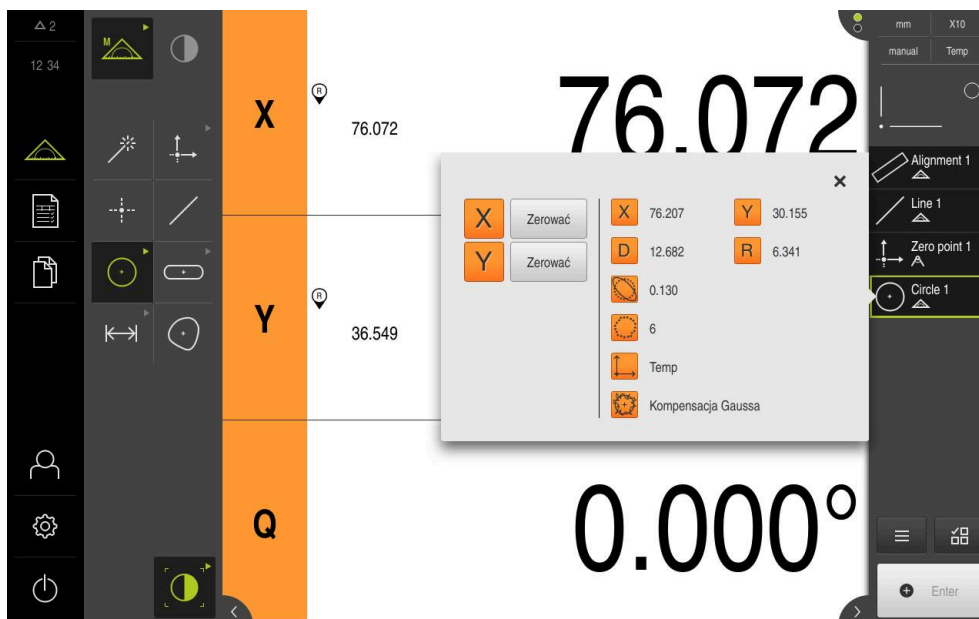 2
12 34
M
X
R
76.072
76.072
Y
R
36.549
Q
0.000°
X Zerować
Y Zerować
X 76.207 Y 30.155
D 12.682 R 6.341
0.130
6
Temp
Kompensacja Gaussa
mm X10
manual Temp
Alignment 1
Line 1
Zero point 1
Circle 1
Enter